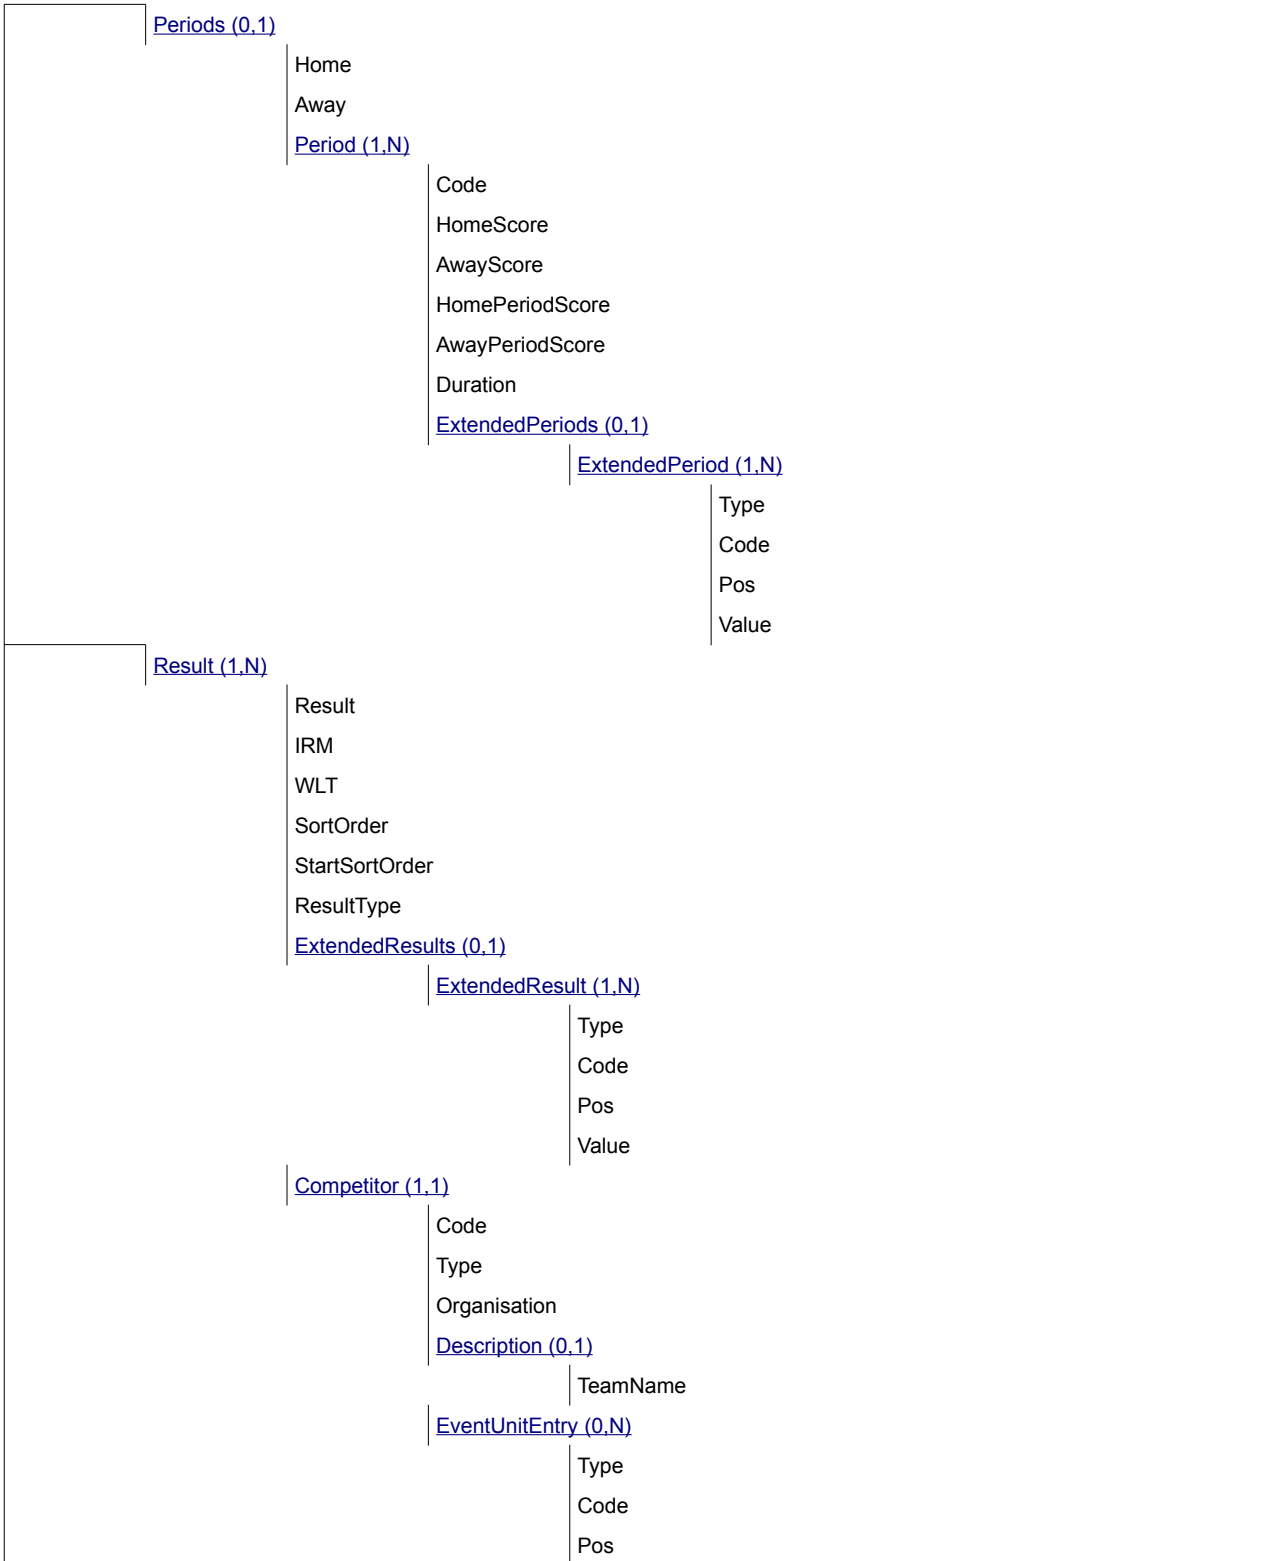 Periods (0,1)
Home
Away
Period (1,N)
Code
HomeScore
AwayScore
HomePeriodScore
AwayPeriodScore
Duration
ExtendedPeriods (0,1)
ExtendedPeriod (1,N)
Type
Code
Pos
Value
Result (1,N)
Result
IRM
WLT
SortOrder
StartSortOrder
ResultType
ExtendedResults (0,1)
ExtendedResult (1,N)
Type
Code
Pos
Value
Competitor (1,1)
Code
Type
Organisation
Description (0,1)
TeamName
EventUnitEntry (0,N)
Type
Code
Pos